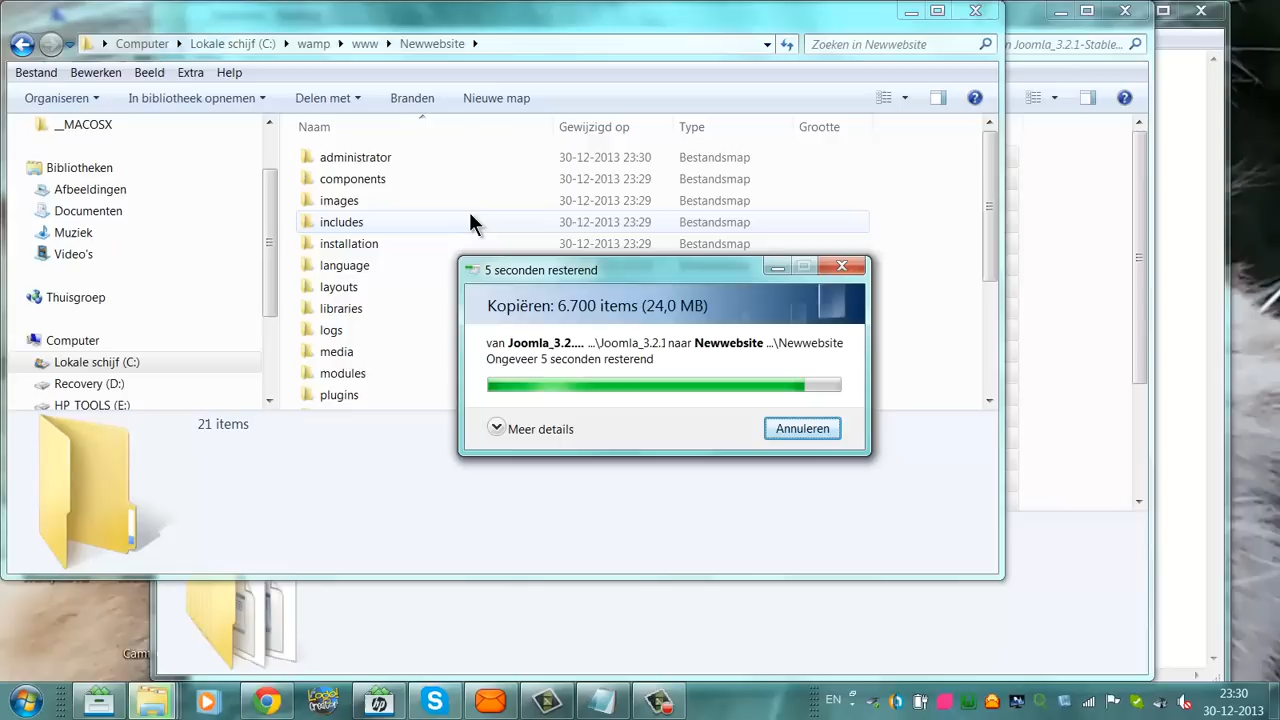 Computer Lokale schijf (C:) wamp www Newwebsite
Zoeken in Newwebsite
n Joomla_3.2.1-Stable...
Bestand Bewerken Beeld Extra Help
Organiseren In bibliotheek opnemen Delen met Branden Nieuwe map
__MACOSX
Bibliotheken
Afbeeldingen
Documenten
Muziek
Video's
Thuisgroep
Computer
Lokale schijf (C:)
Recovery (D:)
HP_TOOLS (E:)
Naam Gewijzigd op Type Grootte
administrator 30-12-2013 23:30 Bestandsmap
components 30-12-2013 23:29 Bestandsmap
images 30-12-2013 23:29 Bestandsmap
includes 30-12-2013 23:29 Bestandsmap
installation 30-12-2013 23:29 Bestandsmap
language
layouts
libraries
logs
media
modules
plugins
21 items
5 seconden resterend
Kopiëren: 6.700 items (24,0 MB)
van Joomla_3.2.... ...\Joomla_3.2.1 naar Newwebsite ...\Newwebsite
Ongeveer 5 seconden resterend
Meer details
Annuleren
Cam
EN
23:30
30-12-2013